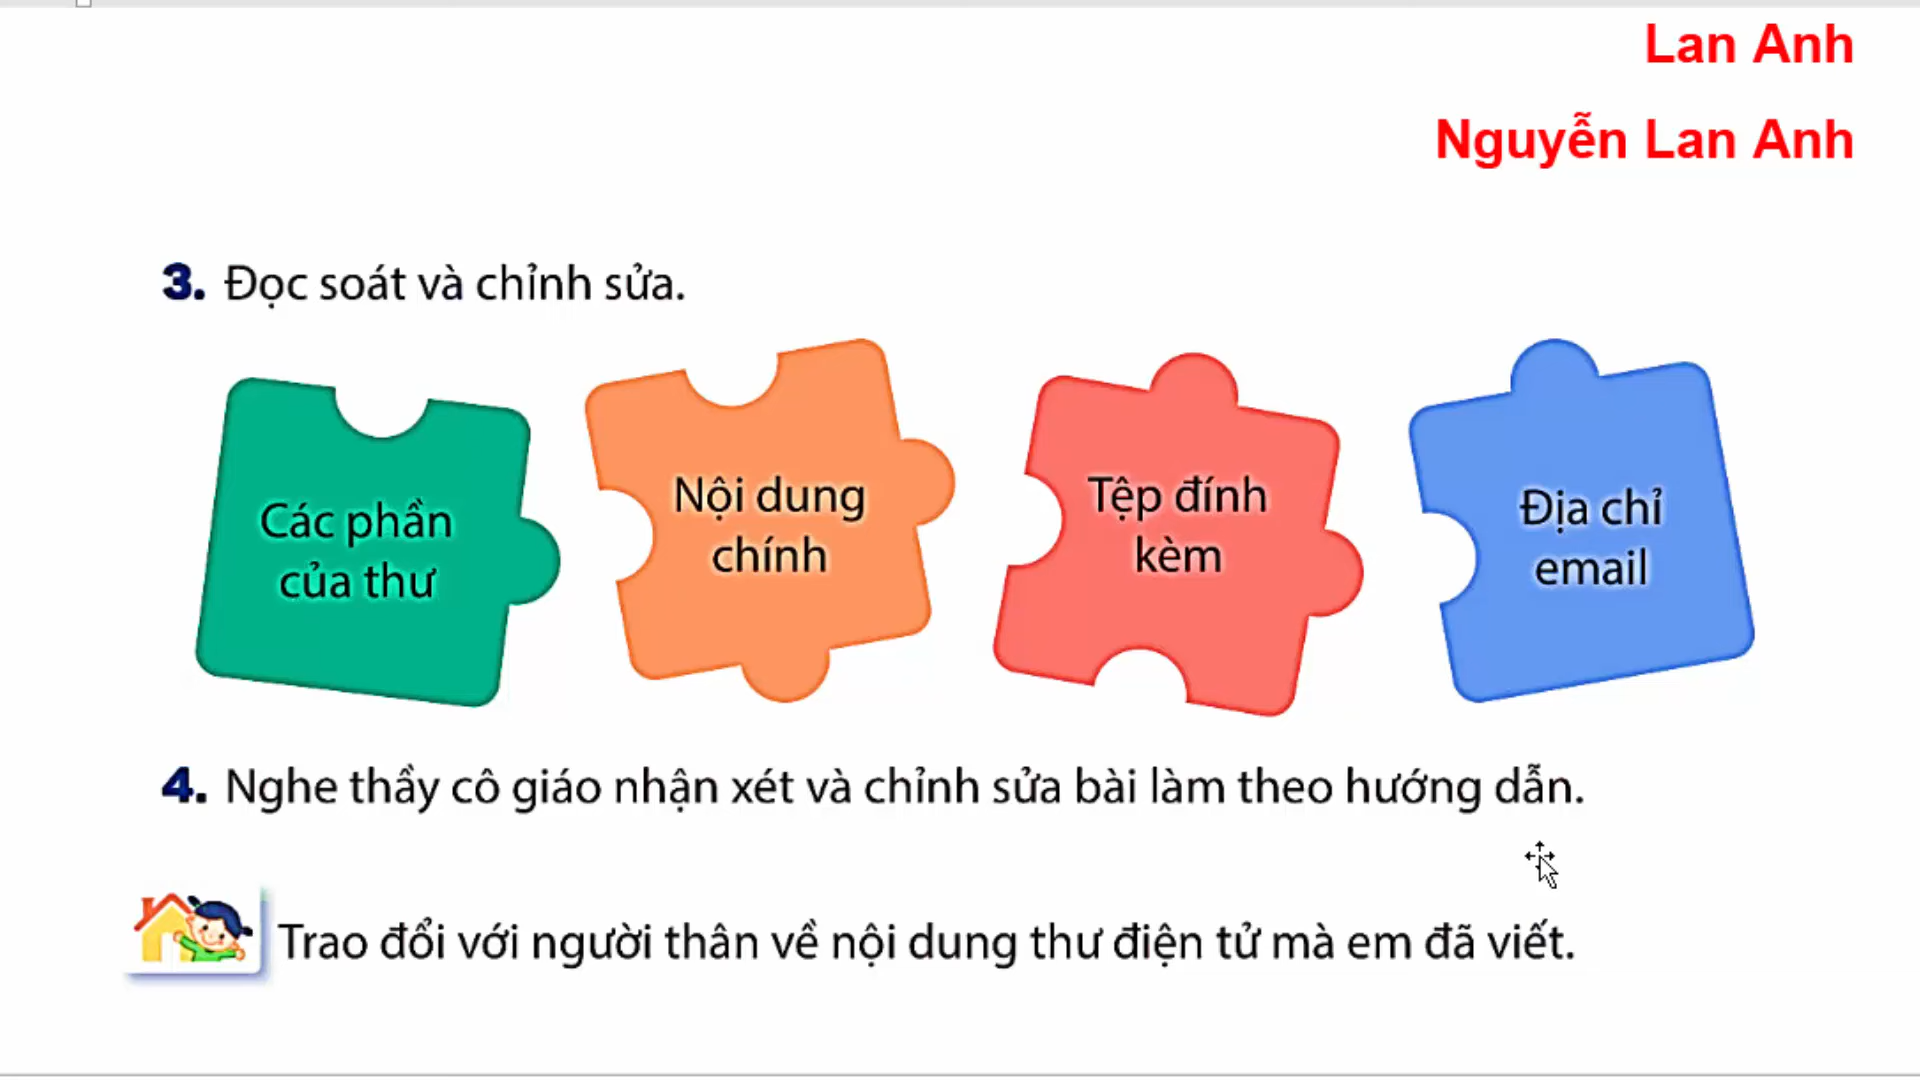 Lan Anh
Nguyễn Lan Anh
3. Đọc soát và chỉnh sửa.
Các phần
của thư
Nội dung
chính
Tệp đính
kèm
Địa chỉ
email
4. Nghe thầy cô giáo nhận xét và chỉnh sửa bài làm theo hướng dẫn.
Trao đổi với người thân về nội dung thư điện tử mà em đã viết.